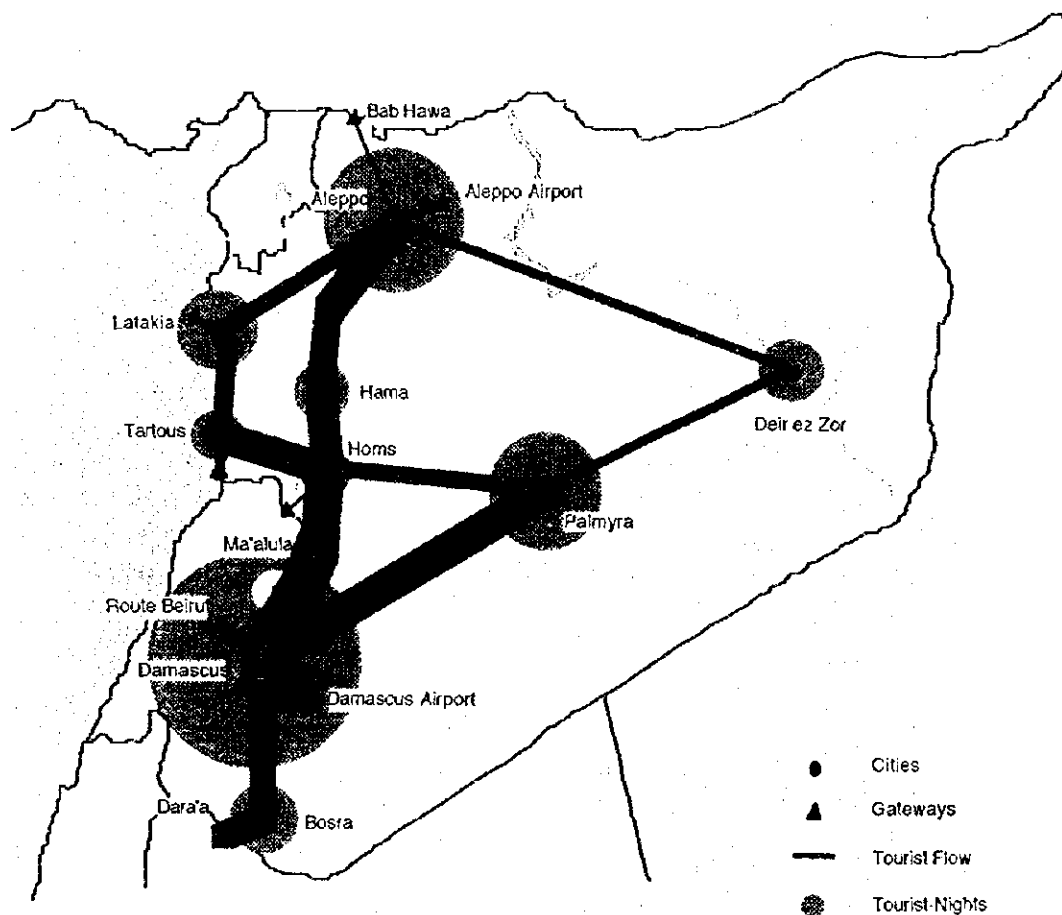 Bab Hawa
Aleppo
Aleppo Airport
Latakia
Hama
Deir ez Zor
Tartous
Homs
Palmyra
Ma'alula
Route Beirut
Damascus
Damascus Airport
Dara'a
Bosra
Cities
Gateways
Tourist Flow
Tourist-Nights